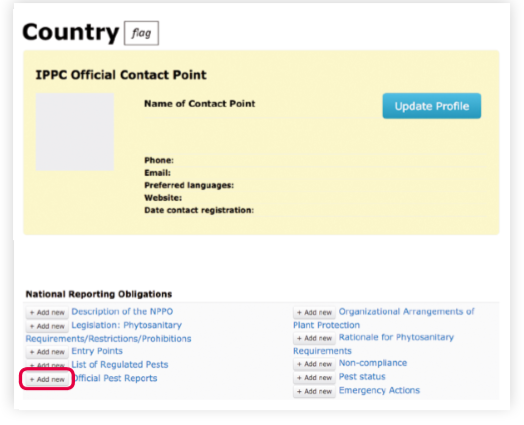 Country flag
IPPC Official Contact Point
Name of Contact Point
Update Profile
Phone:
Email:
Preferred languages:
Website:
Date contact registration:
National Reporting Obligations
+ Add new Description of the NPPO
+ Add new Legislation: Phytosanitary
Requirements/Restrictions/Prohibitions
+ Add new Entry Points
+ Add new List of Regulated Pests
+ Add new Official Pest Reports
+ Add new Organizational Arrangements of
Plant Protection
+ Add new Rationale for Phytosanitary
Requirements
+ Add new Non-compliance
+ Add new Pest status
+ Add new Emergency Actions